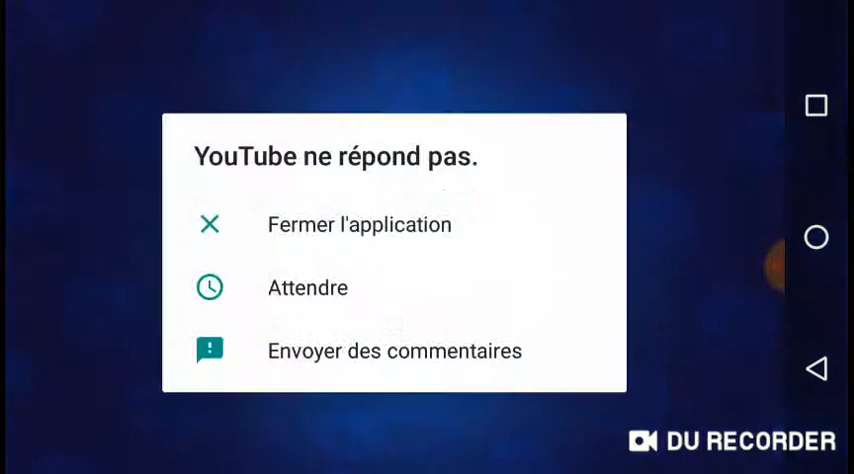 YouTube ne répond pas.
Fermer l'application
Attendre
Envoyer des commentaires
DU RECORDER